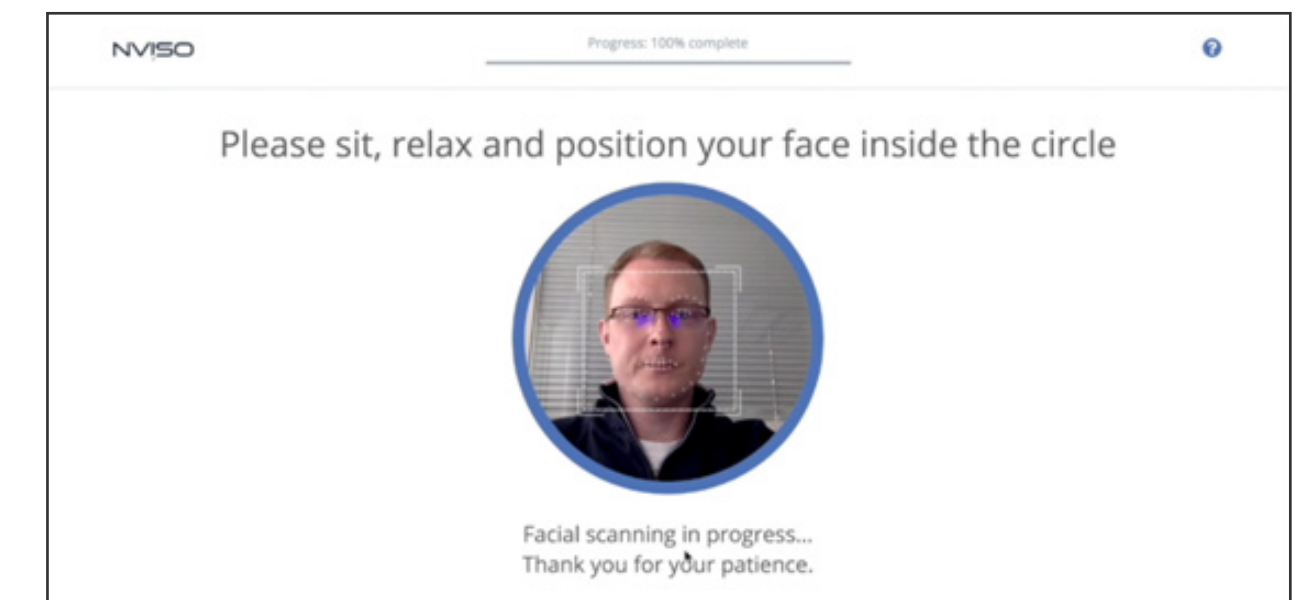 NVISO
Progress: 100% complete
?
Please sit, relax and position your face inside the circle
Facial scanning in progress...
Thank you for your patience.